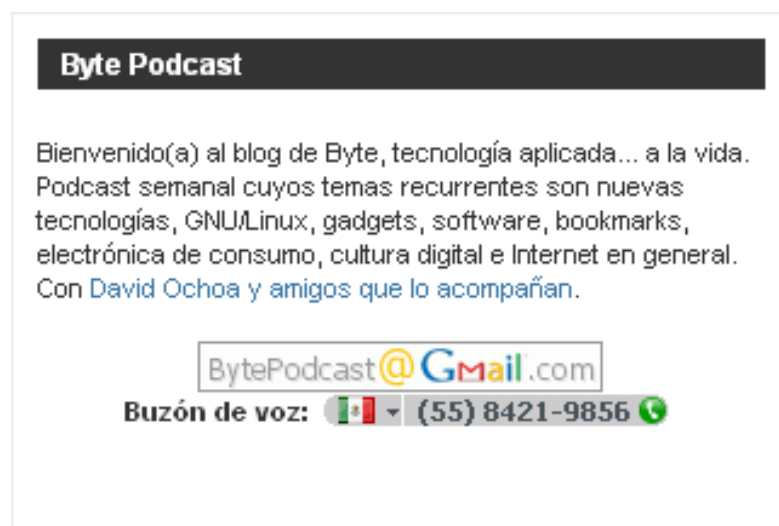 Byte Podcast
Bienvenido(a) al blog de Byte, tecnología aplicada... a la vida.
Podcast semanal cuyos temas recurrentes son nuevas
tecnologías, GNU/Linux, gadgets, software, bookmarks,
electrónica de consumo, cultura digital e Internet en general.
Con David Ochoa y amigos que lo acompañan.
BytePodcast@Gmail.com
Buzón de voz: (55) 8421-9856